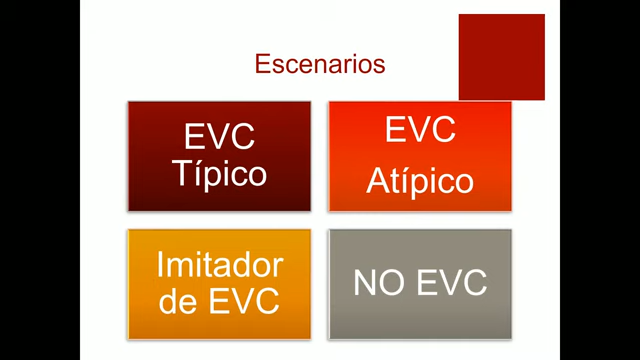 Escenarios
EVC
Típico
EVC
Atípico
Imitador
de EVC
NO EVC